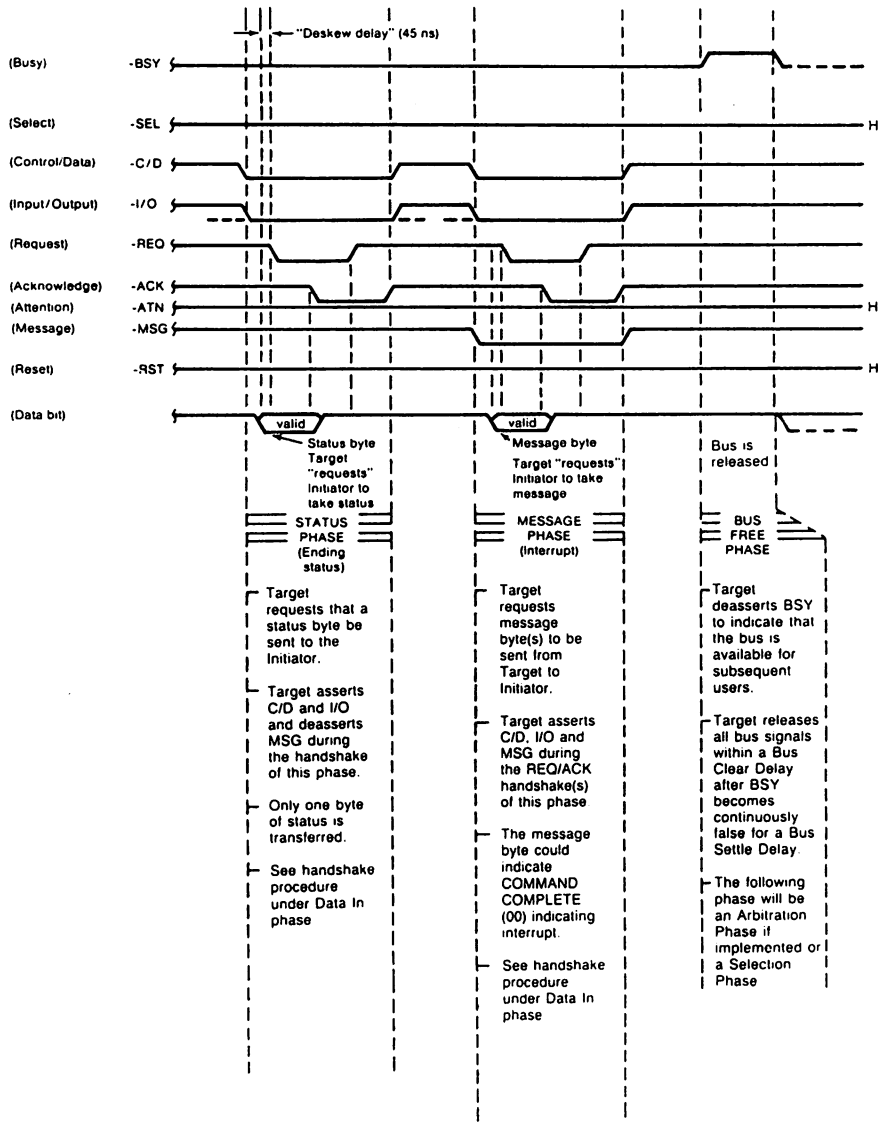 "Deskew delay" (45 ns)
(Busy) -BSY
(Select) -SEL H
(Control/Data) -C/D
(Input/Output) -I/O
(Request) -REQ
(Acknowledge) -ACK
(Attention) -ATN H
(Message) -MSG
(Reset) -RST H
(Data bit) valid valid
Status byte
Target
"requests"
Initiator to
take status
Message byte
Target "requests"
Initiator to take
message
Bus is
released
STATUS
PHASE
(Ending
status)
MESSAGE
PHASE
(Interrupt)
BUS
FREE
PHASE
Target
requests that a
status byte be
sent to the
Initiator.
Target asserts
C/D and I/O
and deasserts
MSG during
the handshake
of this phase.
Only one byte
of status is
transferred.
See handshake
procedure
under Data In
phase
Target
requests
message
byte(s) to be
sent from
Target to
Initiator.
Target asserts
C/D, I/O and
MSG during
the REQ/ACK
handshake(s)
of this phase
The message
byte could
indicate
COMMAND
COMPLETE
(00) indicating
interrupt.
See handshake
procedure
under Data In
phase
Target
deasserts BSY
to indicate that
the bus is
available for
subsequent
users.
Target releases
all bus signals
within a Bus
Clear Delay
after BSY
becomes
continuously
false for a Bus
Settle Delay.
The following
phase will be
an Arbitration
Phase if
implemented or
a Selection
Phase